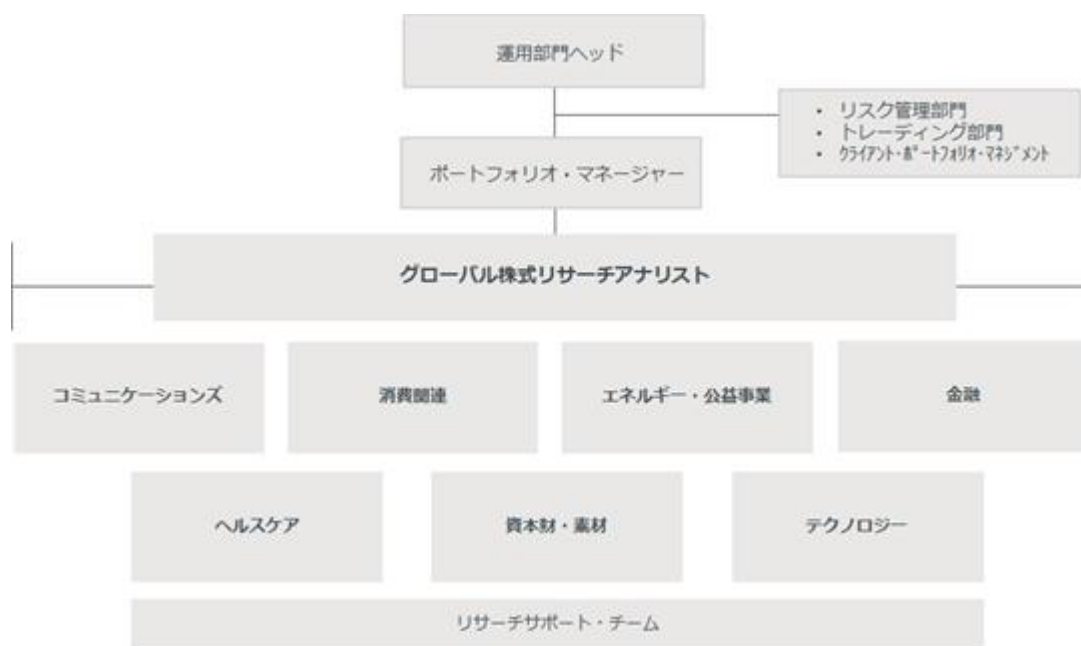 運用部門ヘッド
• リスク管理部門
• トレーディング部門
• ｸﾗｲｱﾝﾄ･ﾎﾟｰﾄﾌｫﾘｵ･ﾏﾈｼﾞﾒﾝﾄ
ポートフォリオ・マネージャー
グローバル株式リサーチアナリスト
コミュニケーションズ
消費関連
エネルギー・公益事業
金融
ヘルスケア
資本財・素材
テクノロジー
リサーチサポート・チーム